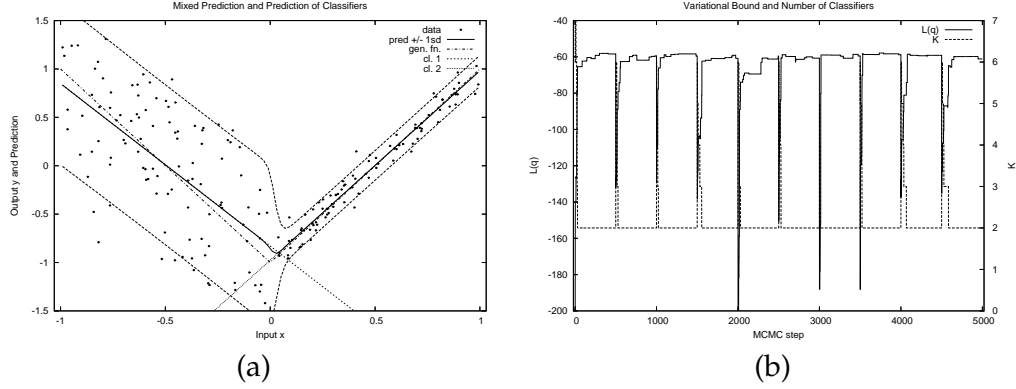 Mixed Prediction and Prediction of Classifiers
data
pred +/- 1sd
gen. fn.
cl. 1
cl. 2
1.5
1
0.5
0
-0.5
-1
-1.5
Output y and Prediction
-1
-0.5
0
0.5
1
Input x
(a)
Variational Bound and Number of Classifiers
L(q)
K
-40
-60
-80
-100
-120
-140
-160
-180
-200
L(q)
7
6
5
4
3
2
1
0
K
0
1000
2000
3000
4000
5000
MCMC step
(b)